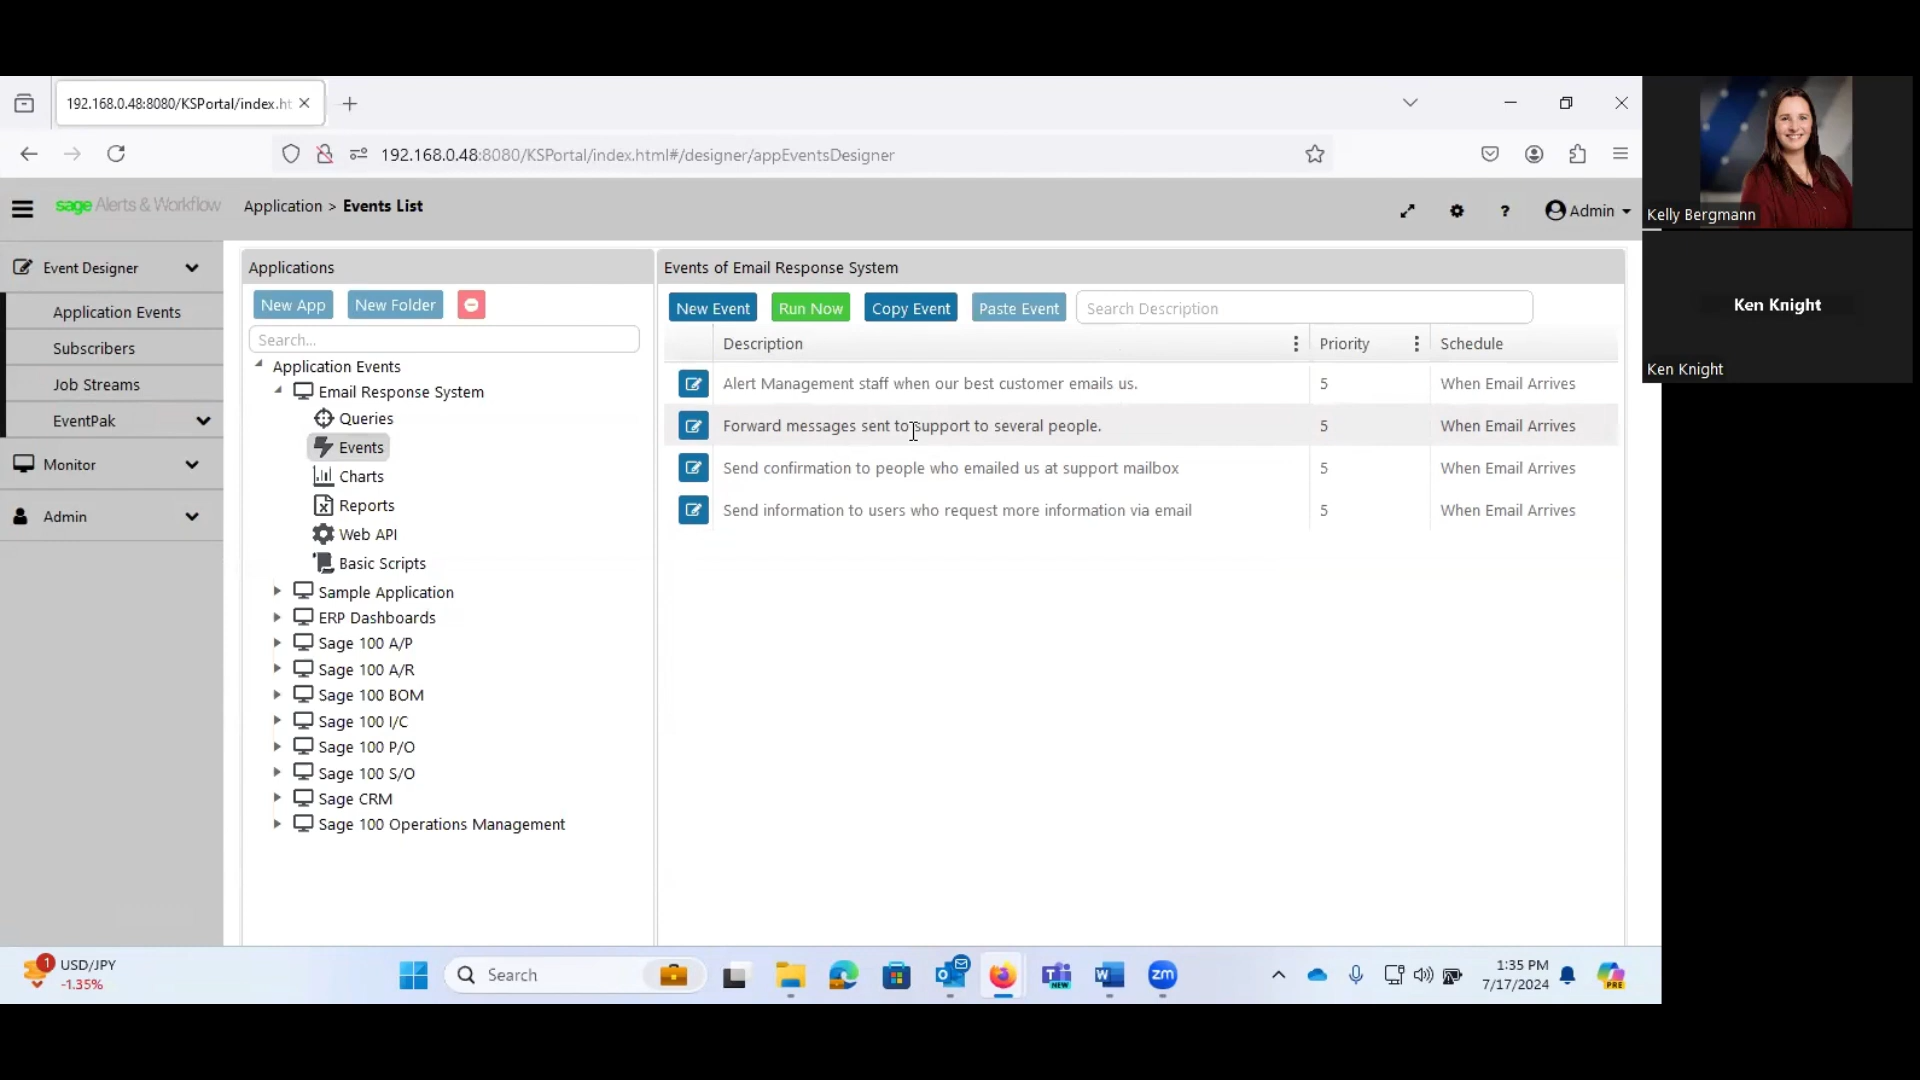 192.168.0.48:8080/KSPortal/index.ht
192.168.0.48:8080/KSPortal/index.html#/designer/appEventsDesigner
sage Alerts & Workflow
Application > Events List
?
Admin
Event Designer
Application Events
Subscribers
Job Streams
EventPak
Monitor
Admin
Applications
New App
New Folder
Search...
Application Events
Email Response System
Queries
Events
Charts
Reports
Web API
Basic Scripts
Sample Application
ERP Dashboards
Sage 100 A/P
Sage 100 A/R
Sage 100 BOM
Sage 100 I/C
Sage 100 P/O
Sage 100 S/O
Sage CRM
Sage 100 Operations Management
Events of Email Response System
New Event Run Now Copy Event Paste Event Search Description
Description Priority Schedule
Alert Management staff when our best customer emails us. 5 When Email Arrives
Forward messages sent to support to several people. 5 When Email Arrives
Send confirmation to people who emailed us at support mailbox 5 When Email Arrives
Send information to users who request more information via email 5 When Email Arrives
Kelly Bergmann
Ken Knight
Ken Knight
1
USD/JPY
-1.35%
Search
NEW
W
zm
1:35 PM
7/17/2024
PRE